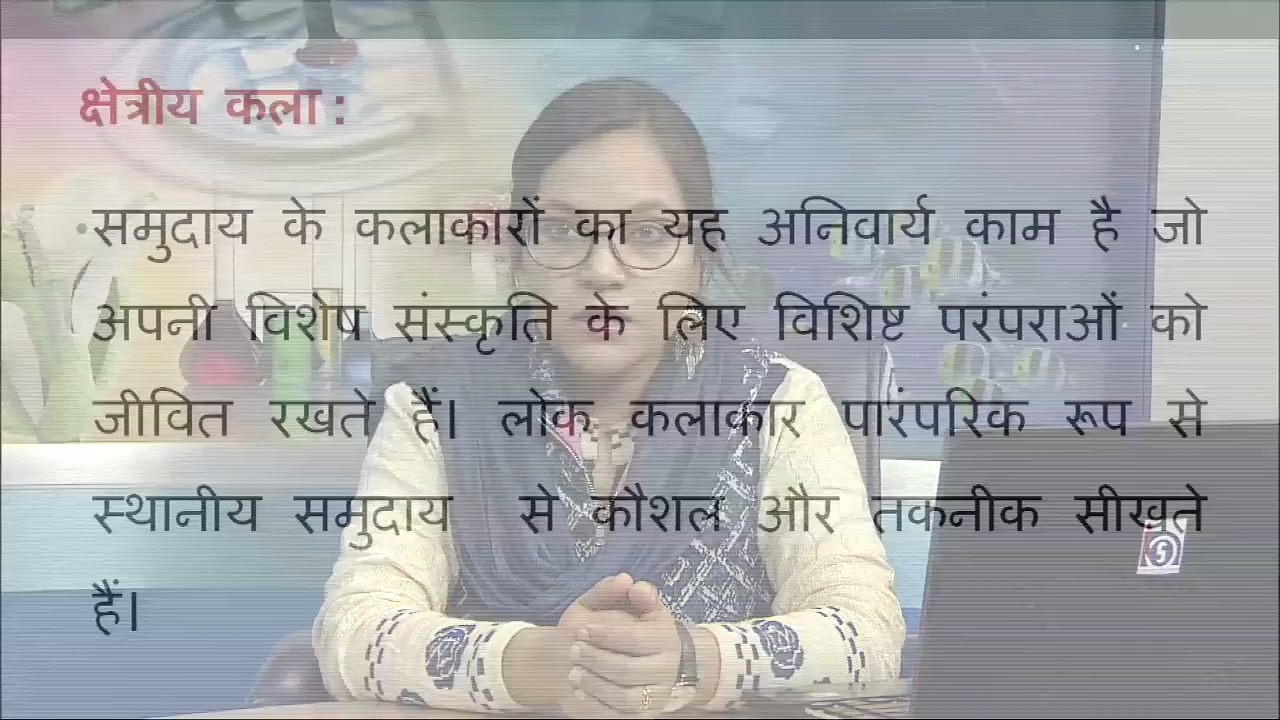 क्षेत्रीय कला :
• समुदाय के कलाकारों का यह अनिवार्य काम है जो
अपनी विशेष संस्कृति के लिए विशिष्ट परंपराओं को
जीवित रखते हैं। लोक कलाकार पारंपरिक रूप से
स्थानीय समुदाय से कौशल और तकनीक सीखते
हैं।